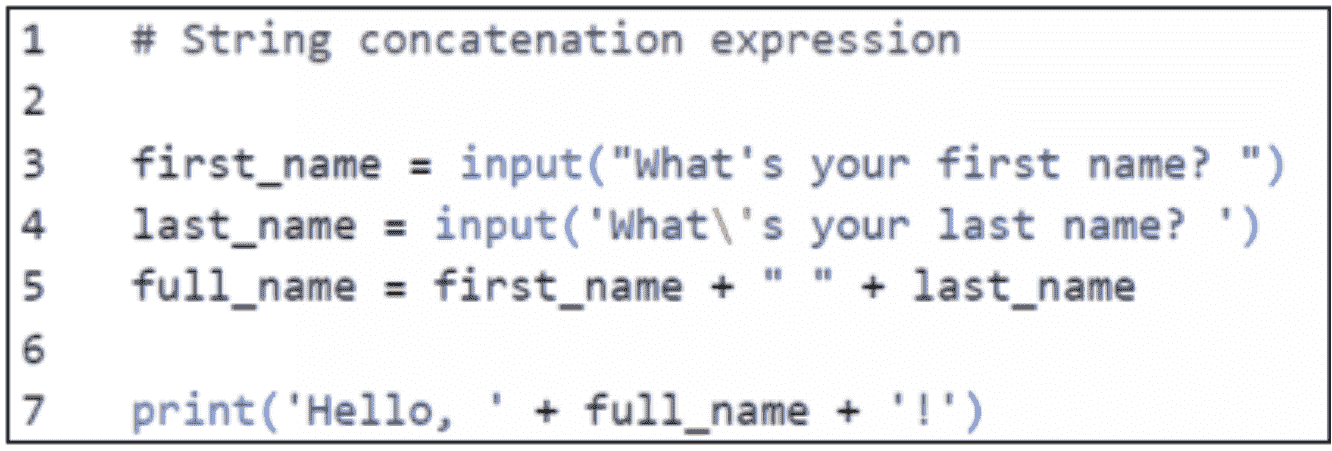 1 # String concatenation expression
2
3 first_name = input("What's your first name? ")
4 last_name = input('What\'s your last name? ')
5 full_name = first_name + " " + last_name
6
7 print('Hello, ' + full_name + '!')